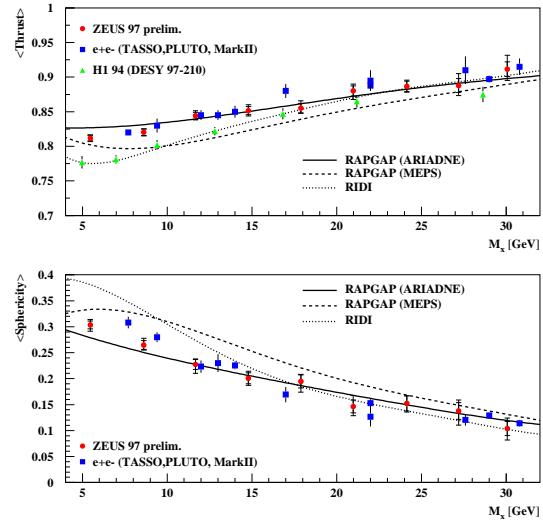 <Thrust>
1
0.95
0.9
0.85
0.8
0.75
0.7
ZEUS 97 prelim.
e+e- (TASSO,PLUTO, MarkII)
H1 94 (DESY 97-210)
RAPGAP (ARIADNE)
RAPGAP (MEPS)
RIDI
5 10 15 20 25 30
Mx [GeV]
<Sphericity>
0.4
0.35
0.3
0.25
0.2
0.15
0.1
0.05
0
RAPGAP (ARIADNE)
RAPGAP (MEPS)
RIDI
ZEUS 97 prelim.
e+e- (TASSO,PLUTO, MarkII)
5 10 15 20 25 30
Mx [GeV]